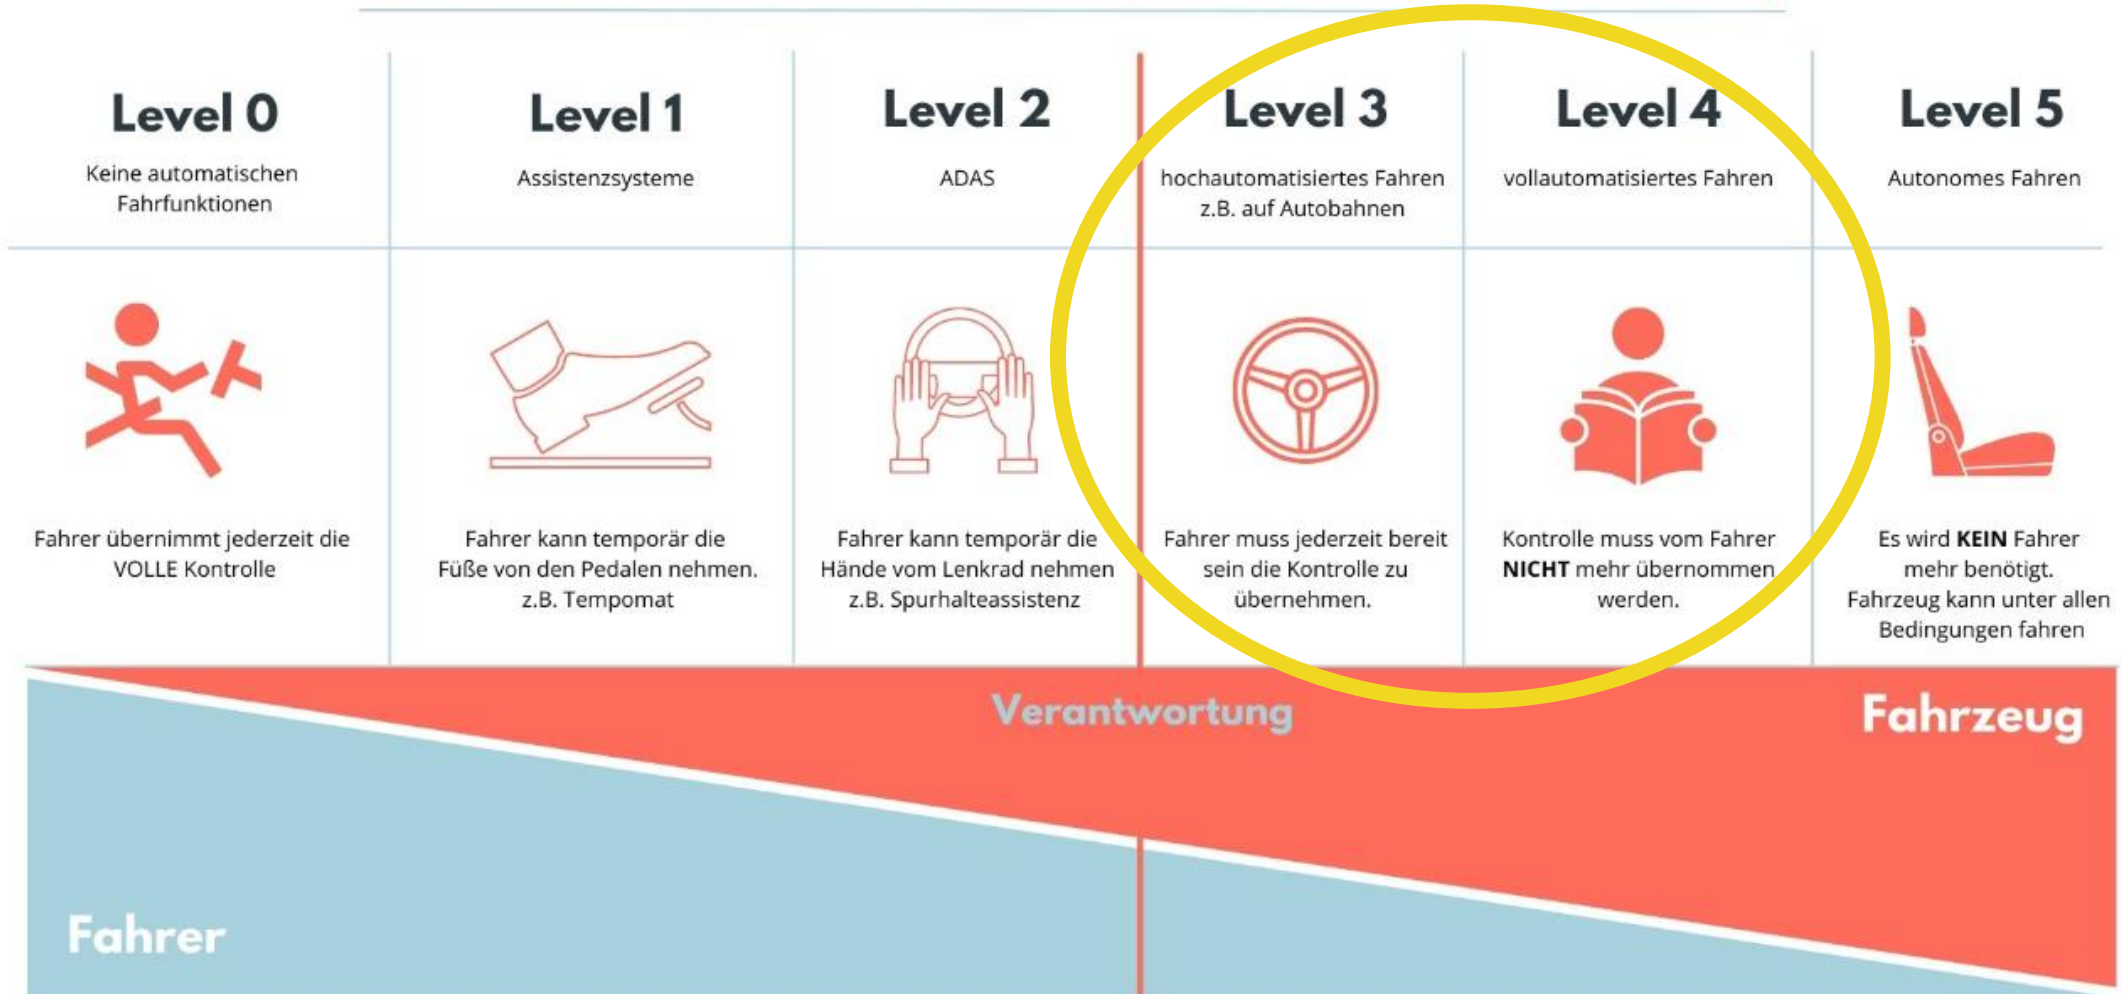 Level 0
Keine automatischen
Fahrfunktionen
Fahrer übernimmt jederzeit die
VOLLE Kontrolle
Level 1
Assistenzsysteme
Fahrer kann temporär die
Füße von den Pedalen nehmen.
z.B. Tempomat
Level 2
ADAS
Fahrer kann temporär die
Hände vom Lenkrad nehmen
z.B. Spurhalteassistenz
Level 3
hochautomatisiertes Fahren
z.B. auf Autobahnen
Fahrer muss jederzeit bereit
sein die Kontrolle zu
übernehmen.
Level 4
vollautomatisiertes Fahren
Kontrolle muss vom Fahrer
NICHT mehr übernommen
werden.
Level 5
Autonomes Fahren
Es wird KEIN Fahrer
mehr benötigt.
Fahrzeug kann unter allen
Bedingungen fahren
Verantwortung
Fahrzeug
Fahrer